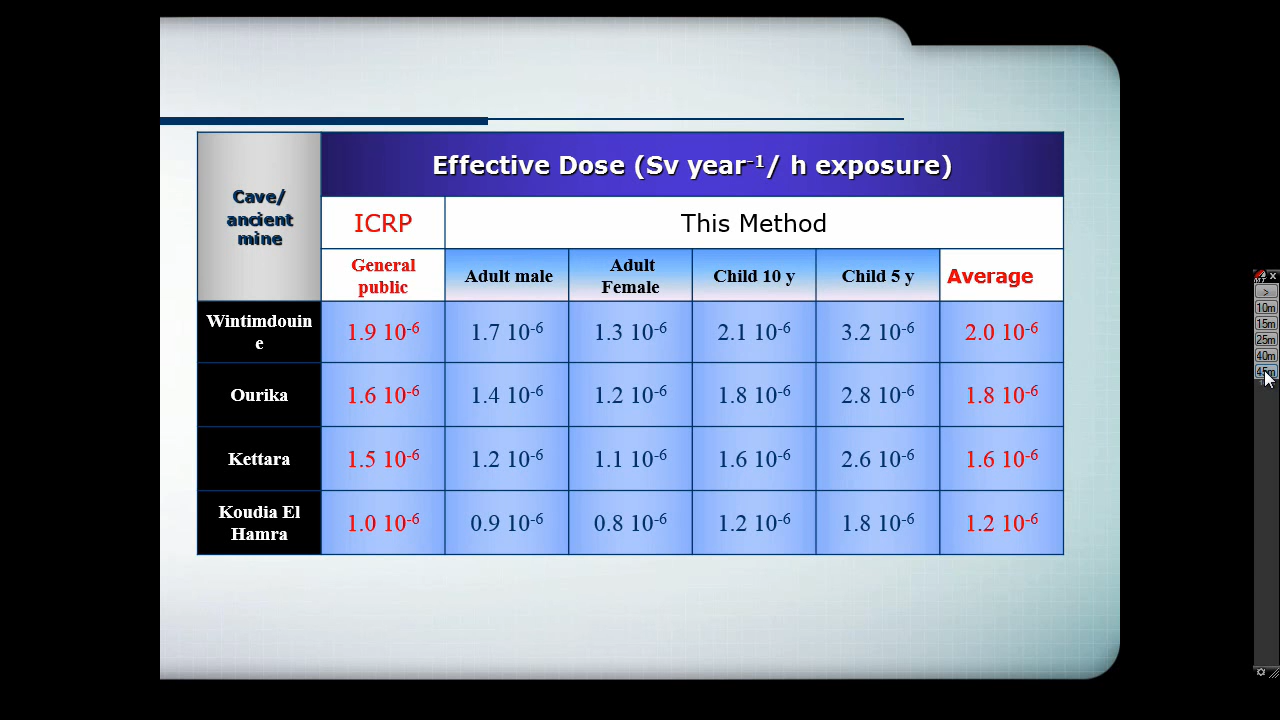 Effective Dose (Sv year⁻¹/ h exposure)
Cave/
ancient
mine
ICRP
This Method
General
public
Adult male
Adult
Female
Child 10 y
Child 5 y
Average
Wintimdouin
e
1.9 10⁻⁶
1.7 10⁻⁶
1.3 10⁻⁶
2.1 10⁻⁶
3.2 10⁻⁶
2.0 10⁻⁶
Ourika
1.6 10⁻⁶
1.4 10⁻⁶
1.2 10⁻⁶
1.8 10⁻⁶
2.8 10⁻⁶
1.8 10⁻⁶
Kettara
1.5 10⁻⁶
1.2 10⁻⁶
1.1 10⁻⁶
1.6 10⁻⁶
2.6 10⁻⁶
1.6 10⁻⁶
Koudia El
Hamra
1.0 10⁻⁶
0.9 10⁻⁶
0.8 10⁻⁶
1.2 10⁻⁶
1.8 10⁻⁶
1.2 10⁻⁶
>
10m
15m
25m
40m
45m